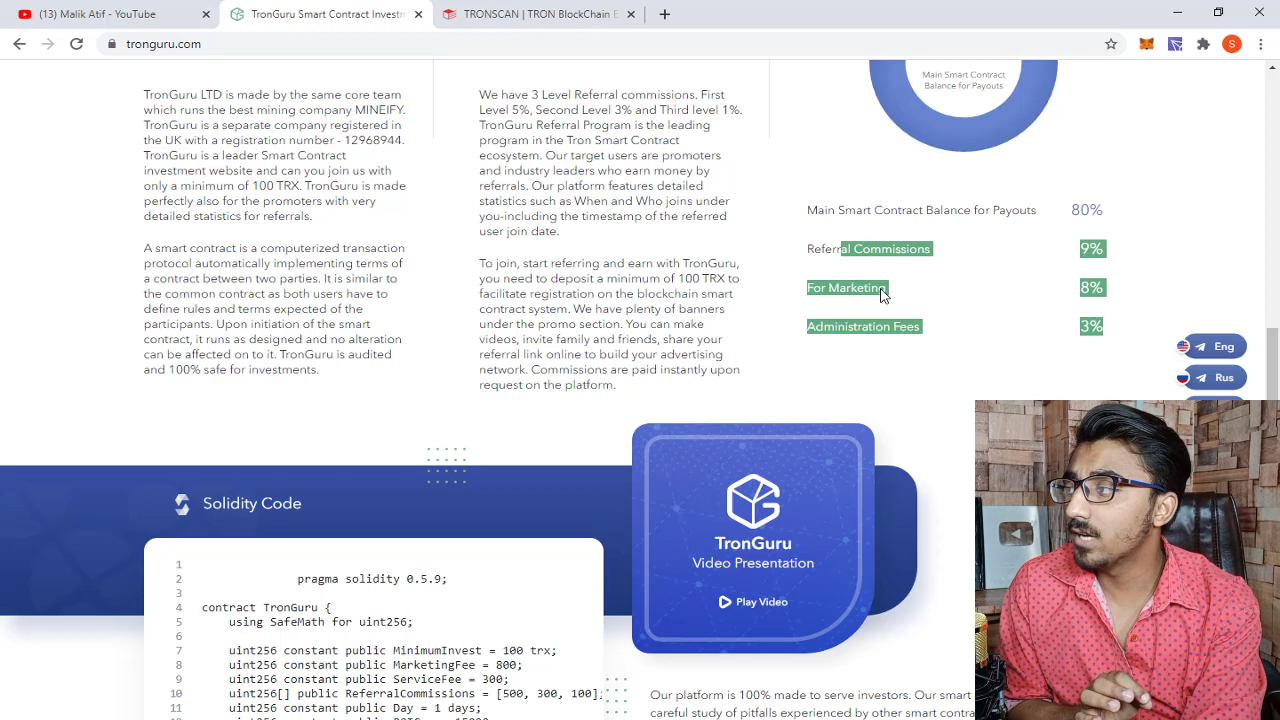 (13) Malik Atif - YouTube
TronGuru Smart Contract Investm
TRONSCAN | TRON BlockChain E
tronguru.com
S
TronGuru LTD is made by the same core team
which runs the best mining company MINEIFY.
TronGuru is a separate company registered in
the UK with a registration number - 12968944.
TronGuru is a leader Smart Contract
investment website and can you join us with
only a minimum of 100 TRX. TronGuru is made
perfectly also for the promoters with very
detailed statistics for referrals.
A smart contract is a computerized transaction
protocol automatically implementing terms of
a contract between two parties. It is similar to
the common contract as both users have to
define rules and terms expected of the
participants. Upon initiation of the smart
contract, it runs as designed and no alteration
can be affected on to it. TronGuru is audited
and 100% safe for investments.
We have 3 Level Referral commissions. First
Level 5%, Second Level 3% and Third level 1%.
TronGuru Referral Program is the leading
program in the Tron Smart Contract
ecosystem. Our target users are promoters
and industry leaders who earn money by
referrals. Our platform features detailed
statistics such as When and Who joins under
you-including the timestamp of the referred
user join date.
To join, start referring and earn with TronGuru,
you need to deposit a minimum of 100 TRX to
facilitate registration on the blockchain smart
contract system. We have plenty of banners
under the promo section. You can make
videos, invite family and friends, share your
referral link online to build your advertising
network. Commissions are paid instantly upon
request on the platform.
Main Smart Contract
Balance for Payouts
Main Smart Contract Balance for Payouts 80%
Referral Commissions 9%
For Marketing 8%
Administration Fees 3%
Eng
Rus
Solidity Code
1
2 pragma solidity 0.5.9;
3
4 contract TronGuru {
5 using SafeMath for uint256;
6
7 uint256 constant public MinimumInvest = 100 trx;
8 uint256 constant public MarketingFee = 800;
9 uint256 constant public ServiceFee = 300;
10 uint256[] public ReferralCommissions = [500, 300, 100];
11 uint256 constant public Day = 1 days;
TronGuru
Video Presentation
Play Video
Our platform is 100% made to serve investors. Our smart
careful study of pitfalls experienced by other smart contrac